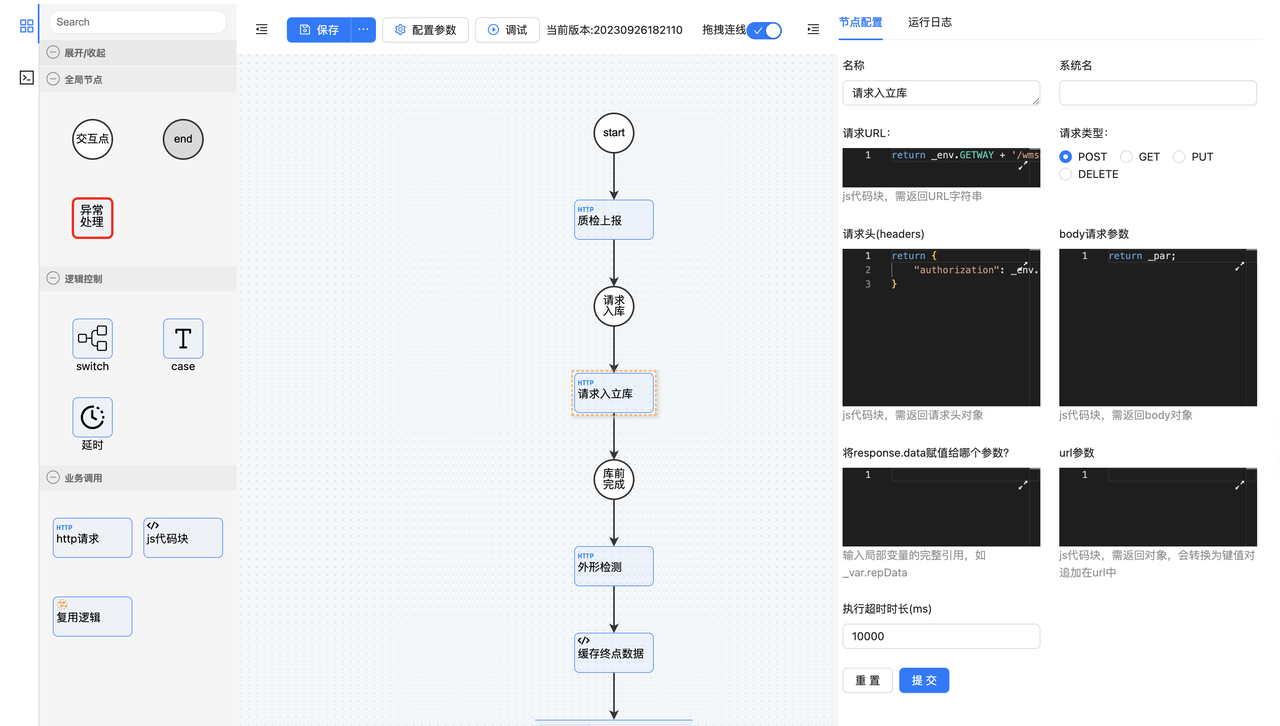 Search
展开/收起
全局节点
交互点
end
异常
处理
逻辑控制
switch
T
case
延时
业务调用
HTTP
http请求
</>
js代码块
复用逻辑
保存
···
配置参数
调试
当前版本:20230926182110
拖拽连线
start
HTTP
质检上报
请求
入库
HTTP
请求入立库
库前
完成
HTTP
外形检测
</>
缓存终点数据
节点配置
运行日志
名称
系统名
请求入立库
请求URL:
请求类型:
1 return _env.GETWAY + '/wms
POST
GET
PUT
DELETE
js代码块，需返回URL字符串
请求头(headers)
body请求参数
1 return {
2 "authorization": _env.
3 }
1 return _par;
js代码块，需返回请求头对象
js代码块，需返回body对象
将response.data赋值给哪个参数?
url参数
1
1
输入局部变量的完整引用，如
_var.repData
js代码块，需返回对象，会转换为键值对
追加在url中
执行超时时长(ms)
10000
重 置
提 交